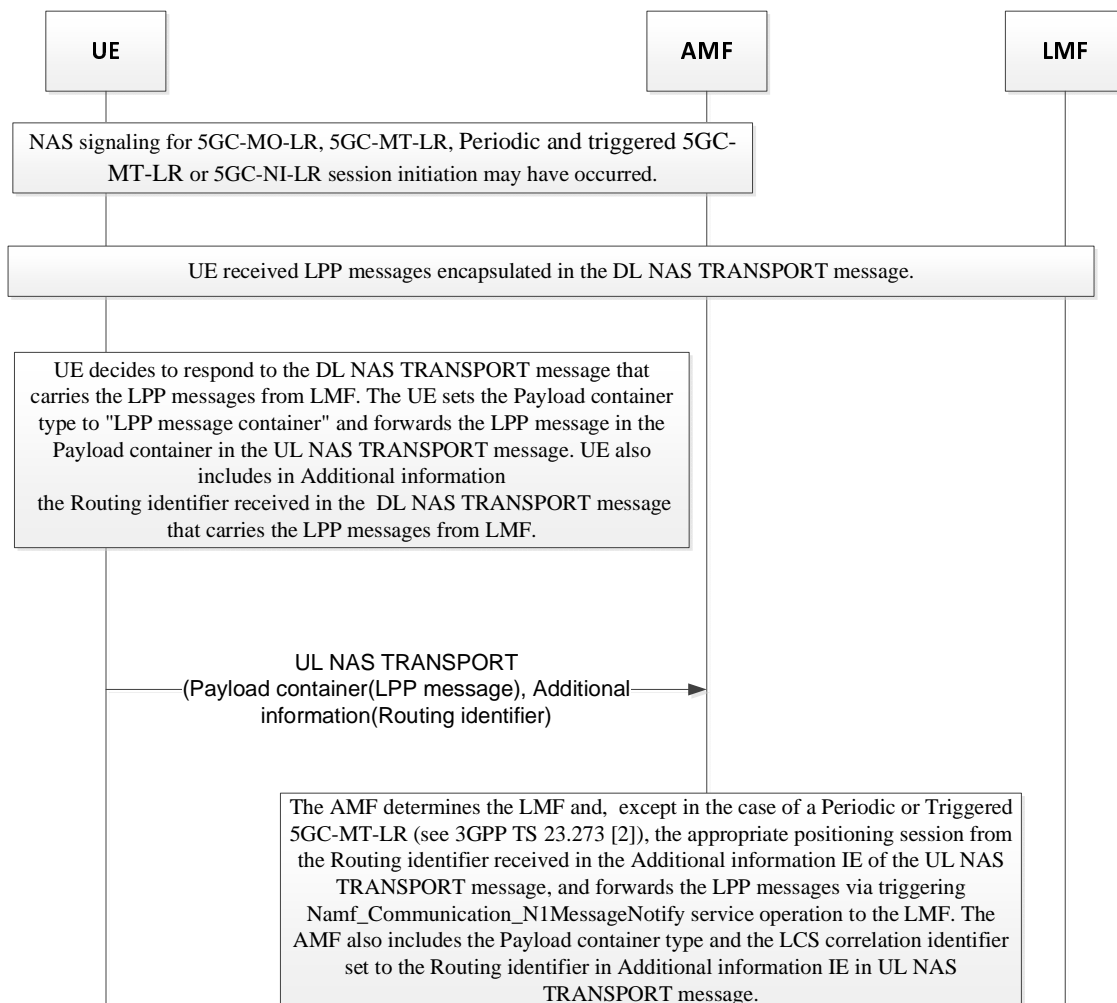 UE
AMF
LMF
NAS signaling for 5GC-MO-LR, 5GC-MT-LR, Periodic and triggered 5GC-
MT-LR or 5GC-NI-LR session initiation may have occurred.
UE received LPP messages encapsulated in the DL NAS TRANSPORT message.
UE decides to respond to the DL NAS TRANSPORT message that
carries the LPP messages from LMF. The UE sets the Payload container
type to "LPP message container" and forwards the LPP message in the
Payload container in the UL NAS TRANSPORT message. UE also
includes in Additional information
the Routing identifier received in the  DL NAS TRANSPORT message
that carries the LPP messages from LMF.
UL NAS TRANSPORT
(Payload container(LPP message), Additional
information(Routing identifier)
The AMF determines the LMF and,  except in the case of a Periodic or Triggered
5GC-MT-LR (see 3GPP TS 23.273 [2]), the appropriate positioning session from
the Routing identifier received in the Additional information IE of the UL NAS
TRANSPORT message, and forwards the LPP messages via triggering
Namf_Communication_N1MessageNotify service operation to the LMF. The
AMF also includes the Payload container type and the LCS correlation identifier
set to the Routing identifier in Additional information IE in UL NAS
TRANSPORT message.